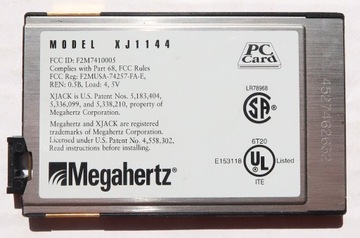 MODEL XJ1144
FCC ID: F2M7410005
Complies with Part 68, FCC Rules
FCC Reg: F2MUSA-74257-FA-E,
REN: 0.5B, Load: 4, 5V
XJACK is U.S. Patent Nos. 5,183,404,
5,336,099, and 5,338,210, property of
Megahertz Corporation.
Megahertz and XJACK are registered
trademarks of Megahertz Corporation.
Licensed under U.S. Patent No. 4,558,302.
Read instructions before installing.
Megahertz®
PC
Card
LR78968
SA
®
6T20
E153118 UL ® Listed
ITE